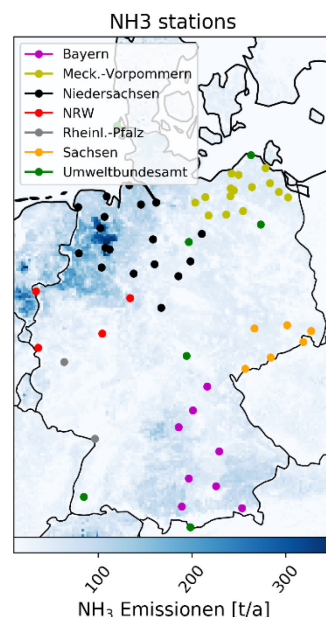 NH3 stations
Bayern
Meck.-Vorpommern
Niedersachsen
NRW
Rheinl.-Pfalz
Sachsen
Umweltbundesamt
100
200
300
NH₃ Emissionen [t/a]